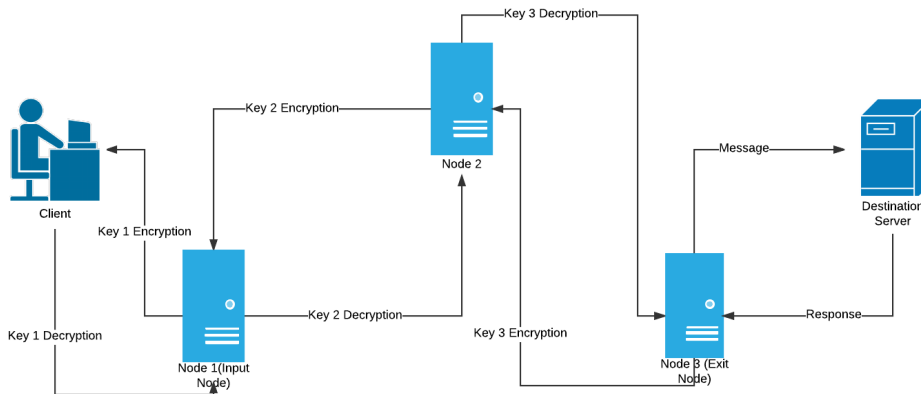 Key 3 Decryption
Key 2 Encryption
Node 2
Message
Client
Destination
Server
Key 1 Encryption
Key 2 Decryption
Response
Key 1 Decryption
Key 3 Encryption
Node 1(Input
Node)
Node 3 (Exit
Node)